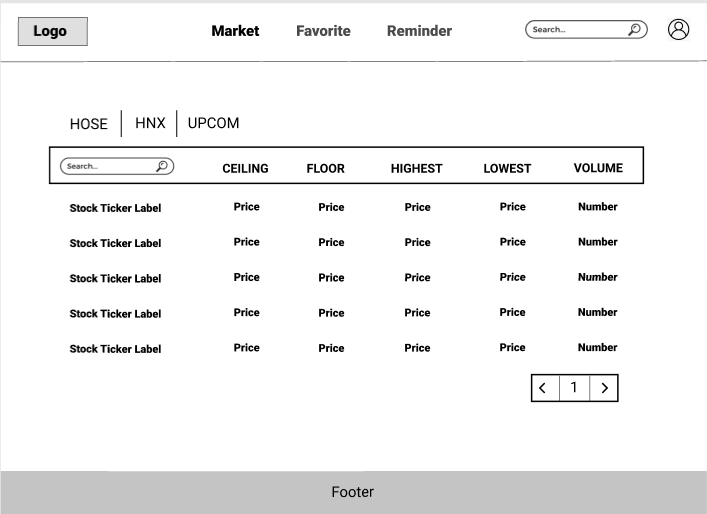 Logo Market Favorite Reminder Search...
HOSE HNX UPCOM
Search... CEILING FLOOR HIGHEST LOWEST VOLUME
Stock Ticker Label Price Price Price Price Number
Stock Ticker Label Price Price Price Price Number
Stock Ticker Label Price Price Price Price Number
Stock Ticker Label Price Price Price Price Number
Stock Ticker Label Price Price Price Price Number
< 1 >
Footer